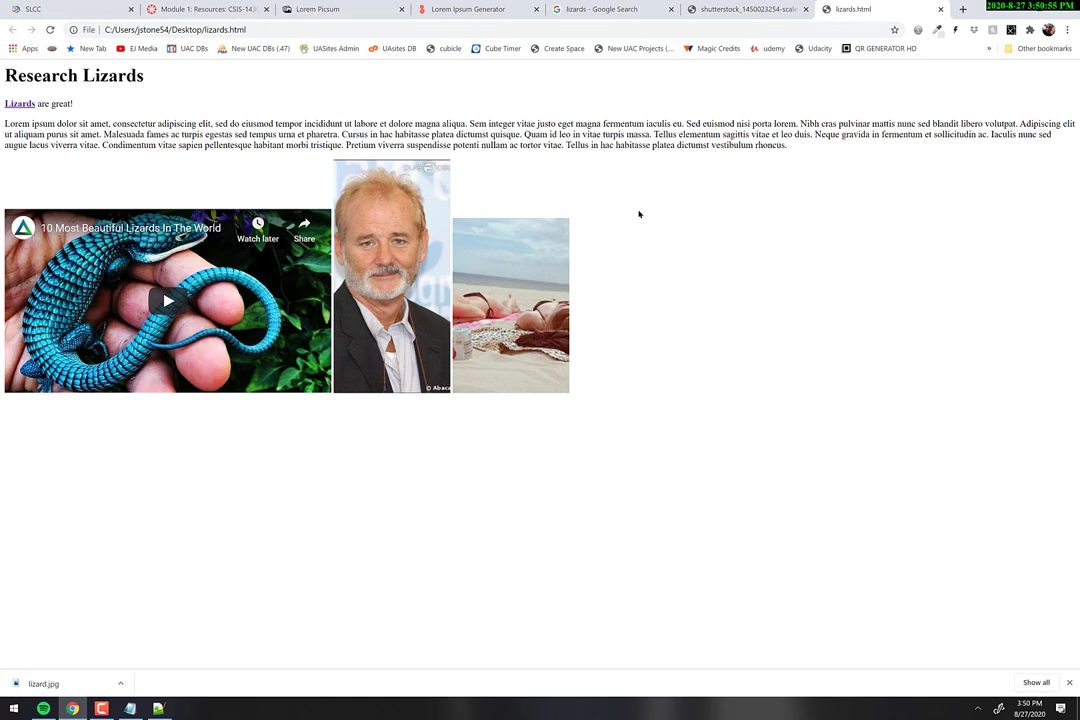 SLCC
Module 1: Resources: CSIS-143
Lorem Picsum
Lorem Ipsum Generator
lizards - Google Search
shutterstock_1450023254-scale
lizards.html
2020-8-27 3:50:55 PM
File | C:/Users/jstone54/Desktop/lizards.html
Apps
New Tab
EJ Media
UAC DBs
New UAC DBs (.47)
UASites Admin
UAsites DB
cubicle
Cube Timer
Create Space
New UAC Projects (...
Magic Credits
udemy
Udacity
QR GENERATOR HD
»
Other bookmarks
Research Lizards
Lizards are great!
Lorem ipsum dolor sit amet, consectetur adipiscing elit, sed do eiusmod tempor incididunt ut labore et dolore magna aliqua. Sem integer vitae justo eget magna fermentum iaculis eu. Sed euismod nisi porta lorem. Nibh cras pulvinar mattis nunc sed blandit libero volutpat. Adipiscing elit
ut aliquam purus sit amet. Malesuada fames ac turpis egestas sed tempus urna et pharetra. Cursus in hac habitasse platea dictumst quisque. Quam id leo in vitae turpis massa. Tellus elementum sagittis vitae et leo duis. Neque gravida in fermentum et sollicitudin ac. Iaculis nunc sed
augue lacus viverra vitae. Condimentum vitae sapien pellentesque habitant morbi tristique. Pretium viverra suspendisse potenti nullam ac tortor vitae. Tellus in hac habitasse platea dictumst vestibulum rhoncus.
10 Most Beautiful Lizards In The World
Watch later
Share
© Abaca
lizard.jpg
Show all
3:50 PM
8/27/2020